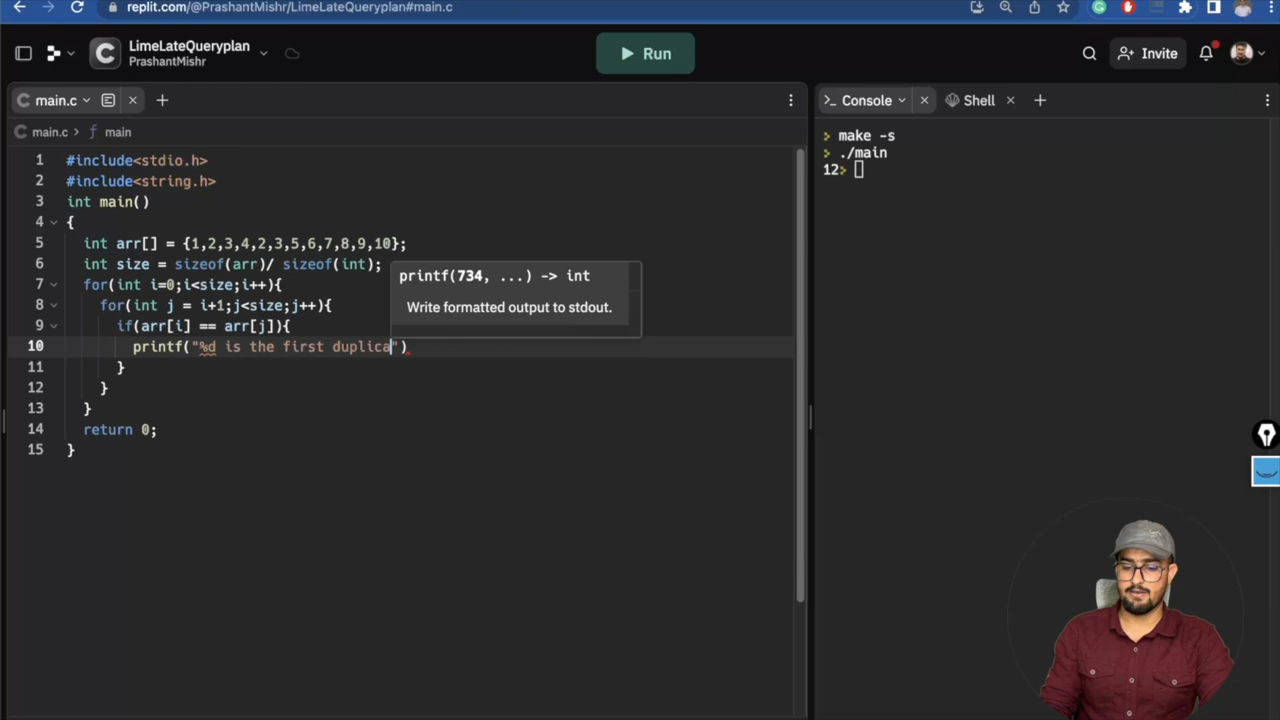 replit.com/@PrashantMishr/LimeLateQueryplan#main.c
LimeLateQueryplan
PrashantMishr
Run
Invite
main.c
Console
Shell
main.c > f main
make -s
./main
12>
1 #include<stdio.h>
2 #include<string.h>
3 int main()
4 {
5 int arr[] = {1,2,3,4,2,3,5,6,7,8,9,10};
6 int size = sizeof(arr)/ sizeof(int);
7 for(int i=0;i<size;i++){
8 for(int j = i+1;j<size;j++){
9 if(arr[i] == arr[j]){
10 printf("%d is the first duplica")
11 }
12 }
13 }
14 return 0;
15 }
printf(734, ...) -> int
Write formatted output to stdout.